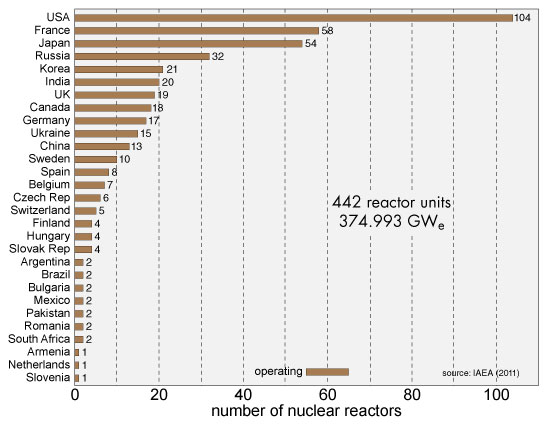 USA 104
France 58
Japan 54
Russia 32
Korea 21
India 20
UK 19
Canada 18
Germany 17
Ukraine 15
China 13
Sweden 10
Spain 8
Belgium 7
Czech Rep 6
Switzerland 5
Finland 4
Hungary 4
Slovak Rep 4
Argentina 2
Brazil 2
Bulgaria 2
Mexico 2
Pakistan 2
Romania 2
South Africa 2
Armenia 1
Netherlands 1
Slovenia 1
442 reactor units
374.993 GWe
operating
source: IAEA (2011)
0 20 40 60 80 100
number of nuclear reactors